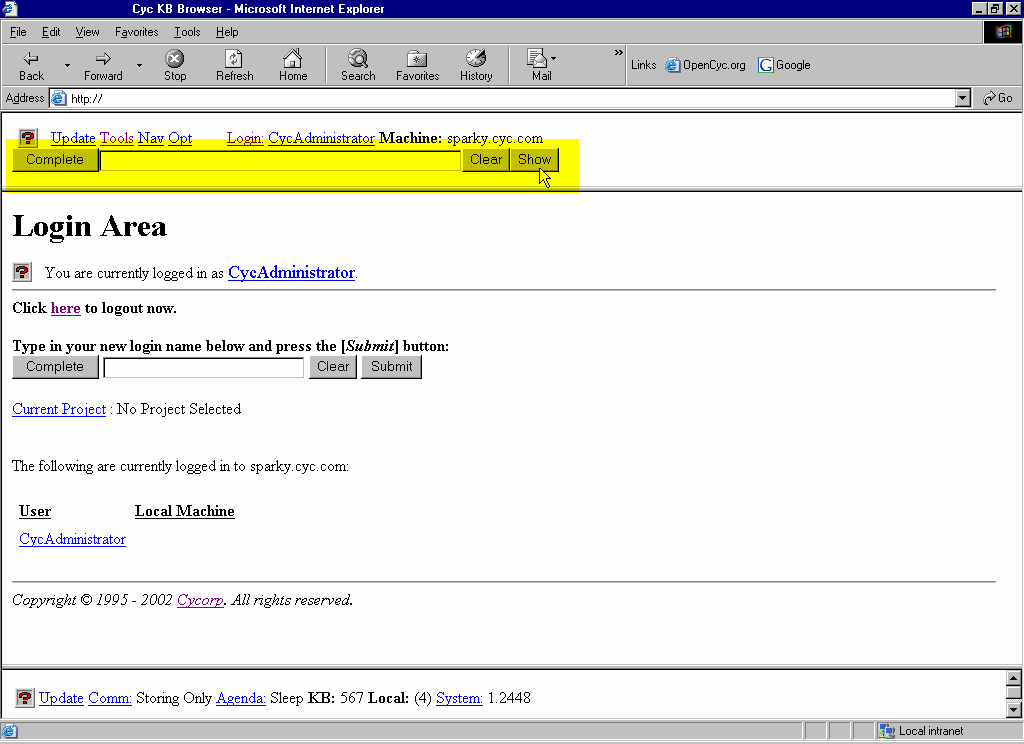 Cyc KB Browser - Microsoft Internet Explorer
File Edit View Favorites Tools Help
Back Forward Stop Refresh Home Search Favorites History Mail » Links OpenCyc.org Google
Address http:// Go
Update Tools Nav Opt Login: CycAdministrator Machine: sparky.cyc.com
Complete Clear Show
Login Area
You are currently logged in as CycAdministrator.
Click here to logout now.
Type in your new login name below and press the [Submit] button:
Complete Clear Submit
Current Project : No Project Selected
The following are currently logged in to sparky.cyc.com:
User Local Machine
CycAdministrator
Copyright © 1995 - 2002 Cycorp. All rights reserved.
Update Comm: Storing Only Agenda: Sleep KB: 567 Local: (4) System: 1.2448
Local intranet